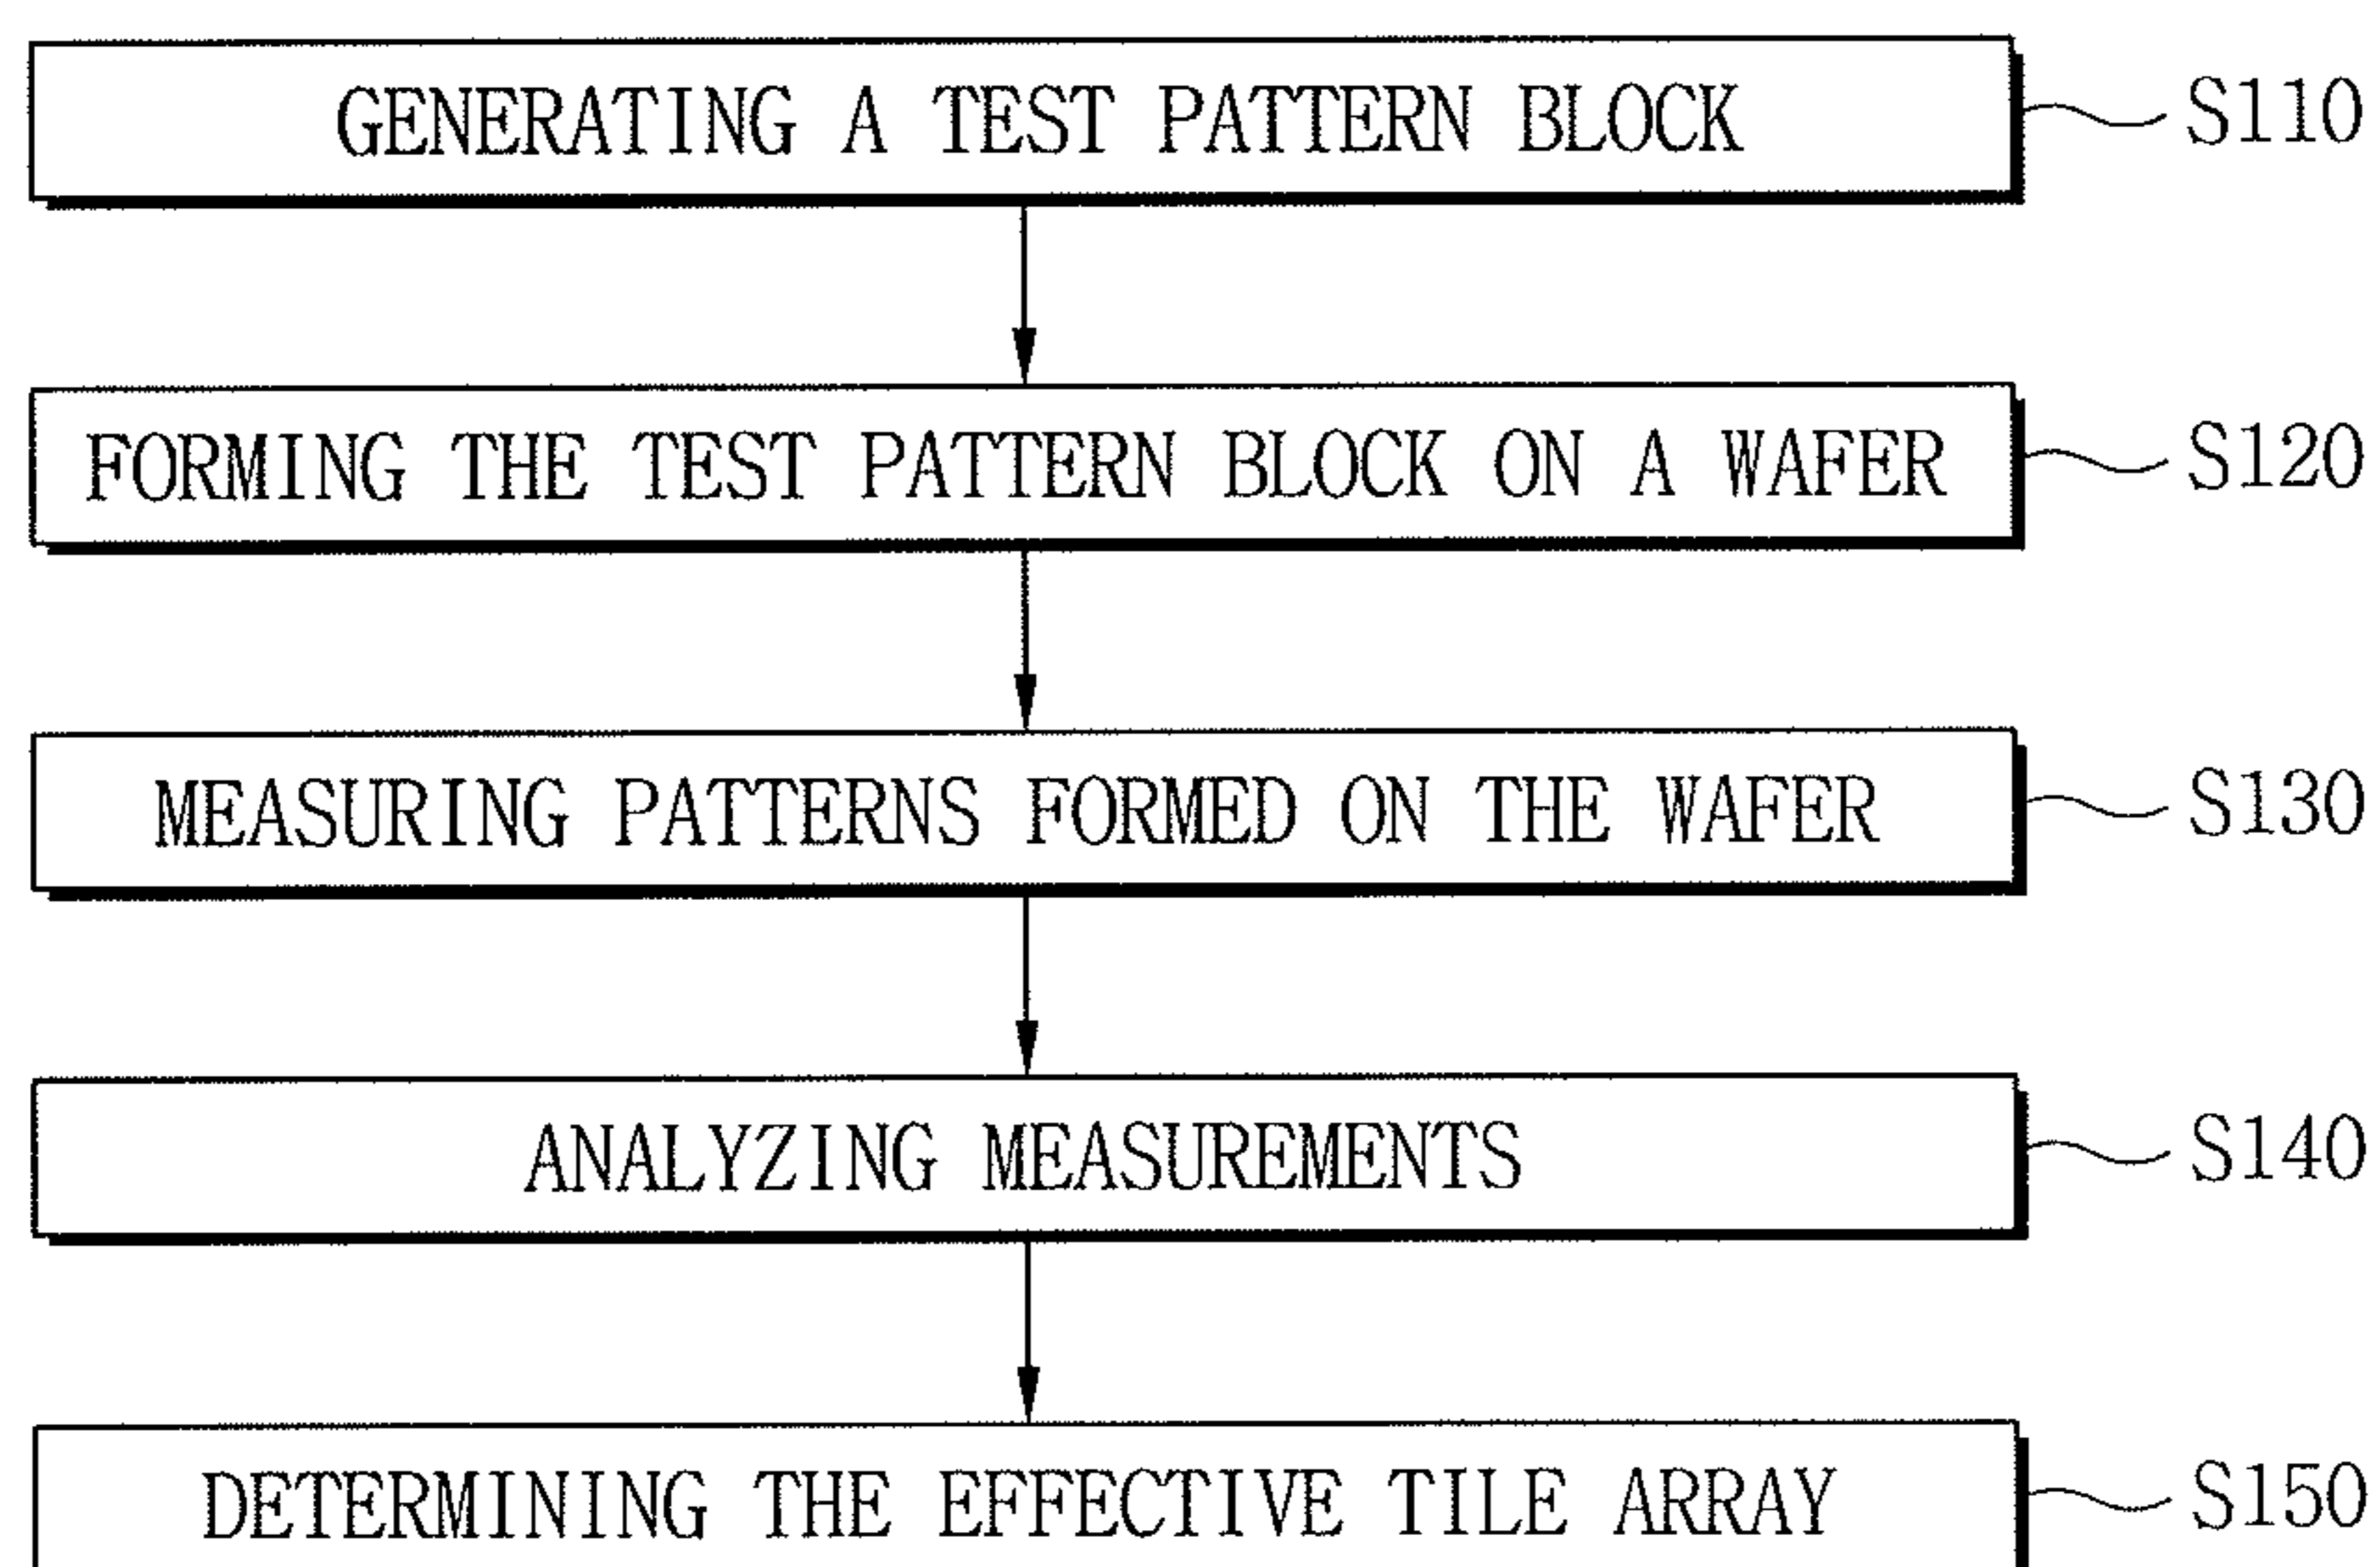 GENERATING A TEST PATTERN BLOCK S110
FORMING THE TEST PATTERN BLOCK ON A WAFER S120
MEASURING PATTERNS FORMED ON THE WAFER S130
ANALYZING MEASUREMENTS S140
DETERMINING THE EFFECTIVE TILE ARRAY S150